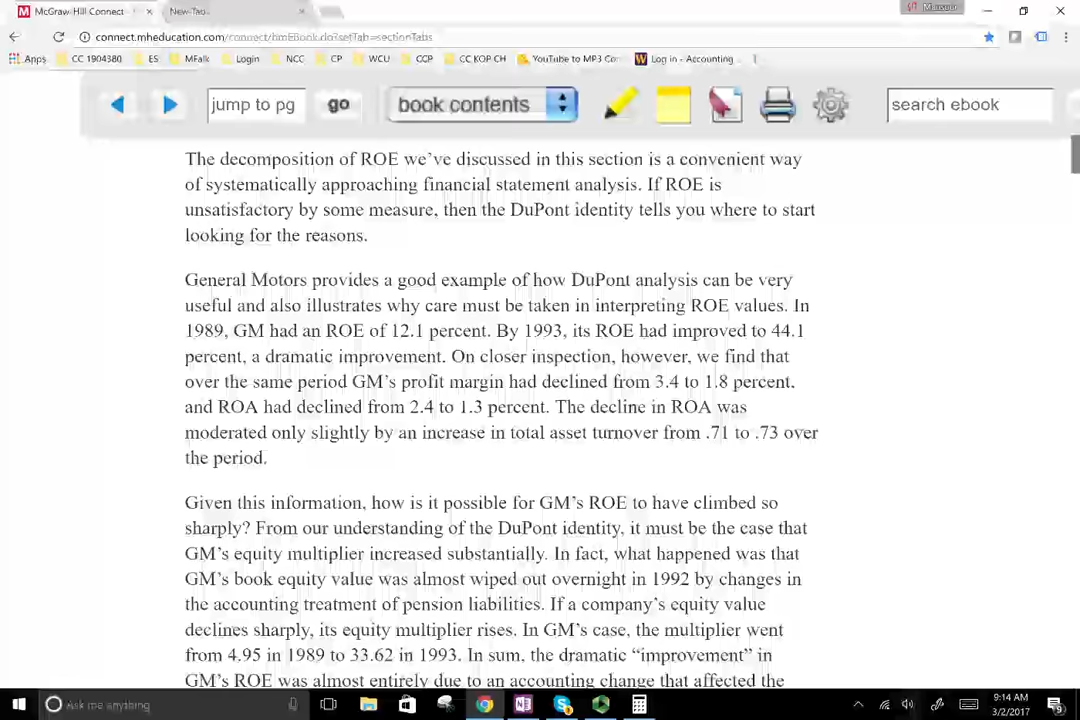 McGraw-Hill Connect
New Tab
connect.mheducation.com/connect/hmEBook.do?setTab=sectionTabs
Apps CC 1904380 ES MFalk Login NCC CP WCU CCP CC KOP CH YouTube to MP3 Con Log in - Accounting
jump to pg go book contents search ebook
The decomposition of ROE we’ve discussed in this section is a convenient way
of systematically approaching financial statement analysis. If ROE is
unsatisfactory by some measure, then the DuPont identity tells you where to start
looking for the reasons.
General Motors provides a good example of how DuPont analysis can be very
useful and also illustrates why care must be taken in interpreting ROE values. In
1989, GM had an ROE of 12.1 percent. By 1993, its ROE had improved to 44.1
percent, a dramatic improvement. On closer inspection, however, we find that
over the same period GM’s profit margin had declined from 3.4 to 1.8 percent,
and ROA had declined from 2.4 to 1.3 percent. The decline in ROA was
moderated only slightly by an increase in total asset turnover from .71 to .73 over
the period.
Given this information, how is it possible for GM’s ROE to have climbed so
sharply? From our understanding of the DuPont identity, it must be the case that
GM’s equity multiplier increased substantially. In fact, what happened was that
GM’s book equity value was almost wiped out overnight in 1992 by changes in
the accounting treatment of pension liabilities. If a company’s equity value
declines sharply, its equity multiplier rises. In GM’s case, the multiplier went
from 4.95 in 1989 to 33.62 in 1993. In sum, the dramatic “improvement” in
GM’s ROE was almost entirely due to an accounting change that affected the
Ask me anything
9:14 AM
3/2/2017